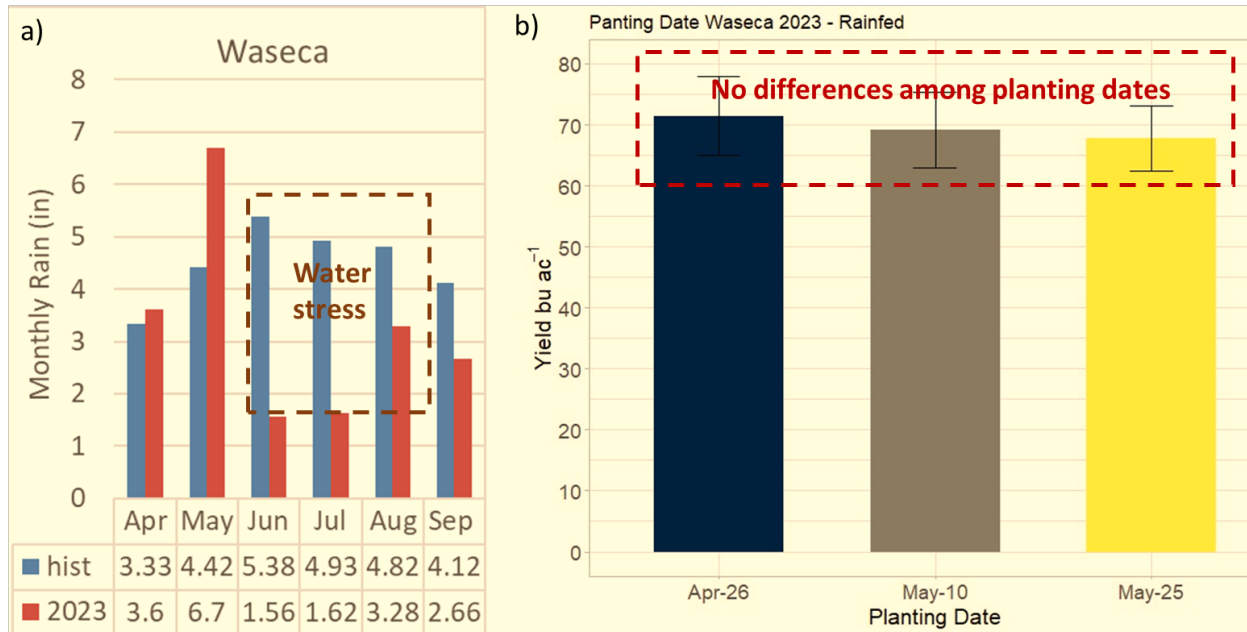 a)
Waseca
Monthly Rain (in)
8
7
6
5
4
3
2
1
0
Water
stress
Apr May Jun Jul Aug Sep
hist 3.33 4.42 5.38 4.93 4.82 4.12
2023 3.6 6.7 1.56 1.62 3.28 2.66
b)
Panting Date Waseca 2023 - Rainfed
No differences among planting dates
Yield bu ac⁻¹
80
70
60
50
40
30
20
10
0
Apr-26 May-10 May-25
Planting Date